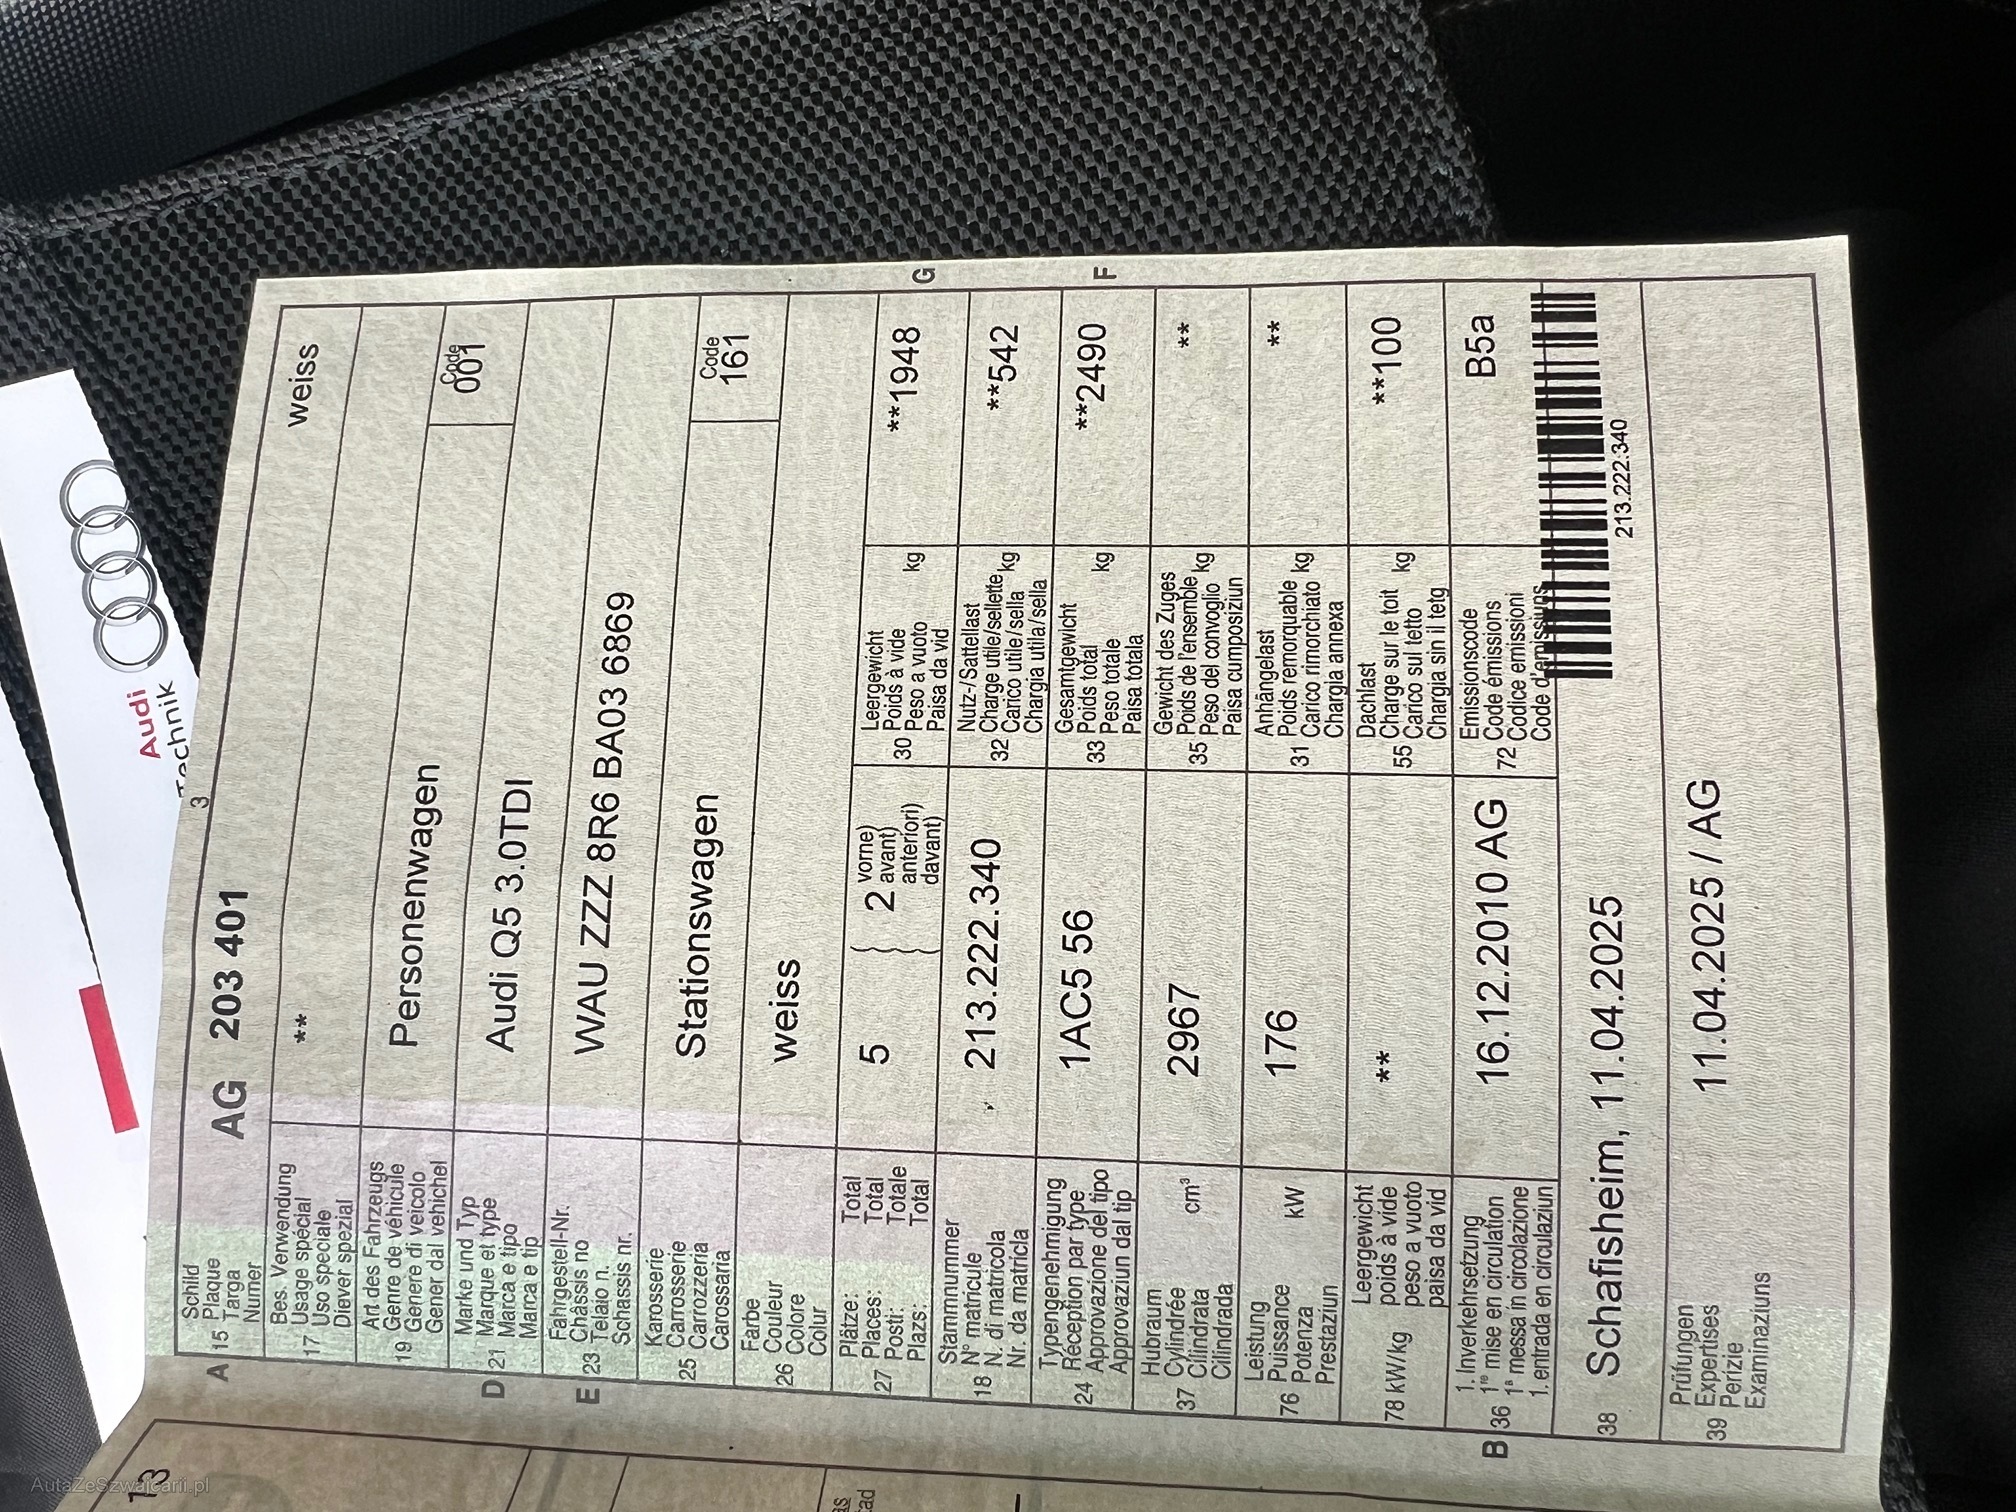 Audi
Technik
3
Schild
A 15 Plaque AG 203 401
Targa
Numer
Bes. Verwendung
17 Usage spécial ** weiss
Uso speciale
Diever spezial
Art des Fahrzeugs
19 Genre de véhicule Personenwagen
Genere di veicolo
Gener dal vehichel
Marke und Typ Code
D 21 Marque et type Audi Q5 3.0TDI 001
Marca e tipo
Marca e tip
Fahrgestell-Nr.
E 23 Châssis no WAU ZZZ 8R6 BA03 6869
Telaio n.
Schassis nr.
Karosserie Code
25 Carrosserie Stationswagen 161
Carrozzeria
Carossaria
Farbe
26 Couleur weiss
Colore
Colur
Plätze: Total vorne)
27 Places: Total 5 { 2 avant)
Posti: Totale anteriori)
Plazs: Total davant)
Leergewicht
30 Poids à vide
Peso a vuoto kg **1948 G
Paisa da vid
Stammnummer
18 N° matricule 213.222.340
N. di matricola
Nr. da matricla
Nutz-/Sattellast
32 Charge utile/sellette kg **542
Carico utile/sella
Chargia utila/sella
Typengenehmigung
24 Réception par type 1AC5 56
Approvazione del tipo
Approvaziun dal tip
Gesamtgewicht
33 Poids total kg **2490 F
Peso totale
Paisa totala
Hubraum
37 Cylindrée cm³ 2967
Cilindrata
Cilindrada
Gewicht des Zuges
35 Poids de l'ensemble kg **
Peso del convoglio
Paisa cumposiziun
Leistung
76 Puissance kW 176
Potenza
Prestaziun
Anhängelast
31 Poids remorquable kg **
Carico rimorchiato
Chargia annexa
Leergewicht
78 kW/kg poids à vide **
peso a vuoto
paisa da vid
Dachlast
55 Charge sur le toit kg **100
Carico sul tetto
Chargia sin il tetg
1. Inverkehrsetzung
B 36 1re mise en circulation 16.12.2010 AG
1a messa in circolazione
1. entrada en circulaziun
Emissionscode
72 Code émissions B5a
Codice emissioni
Code d'emissiuns
38 Schafisheim, 11.04.2025
213.222.340
Prüfungen
39 Expertises 11.04.2025 / AG
Perizie
Examinaziuns
13
AutaZeSzwajcarii.pl